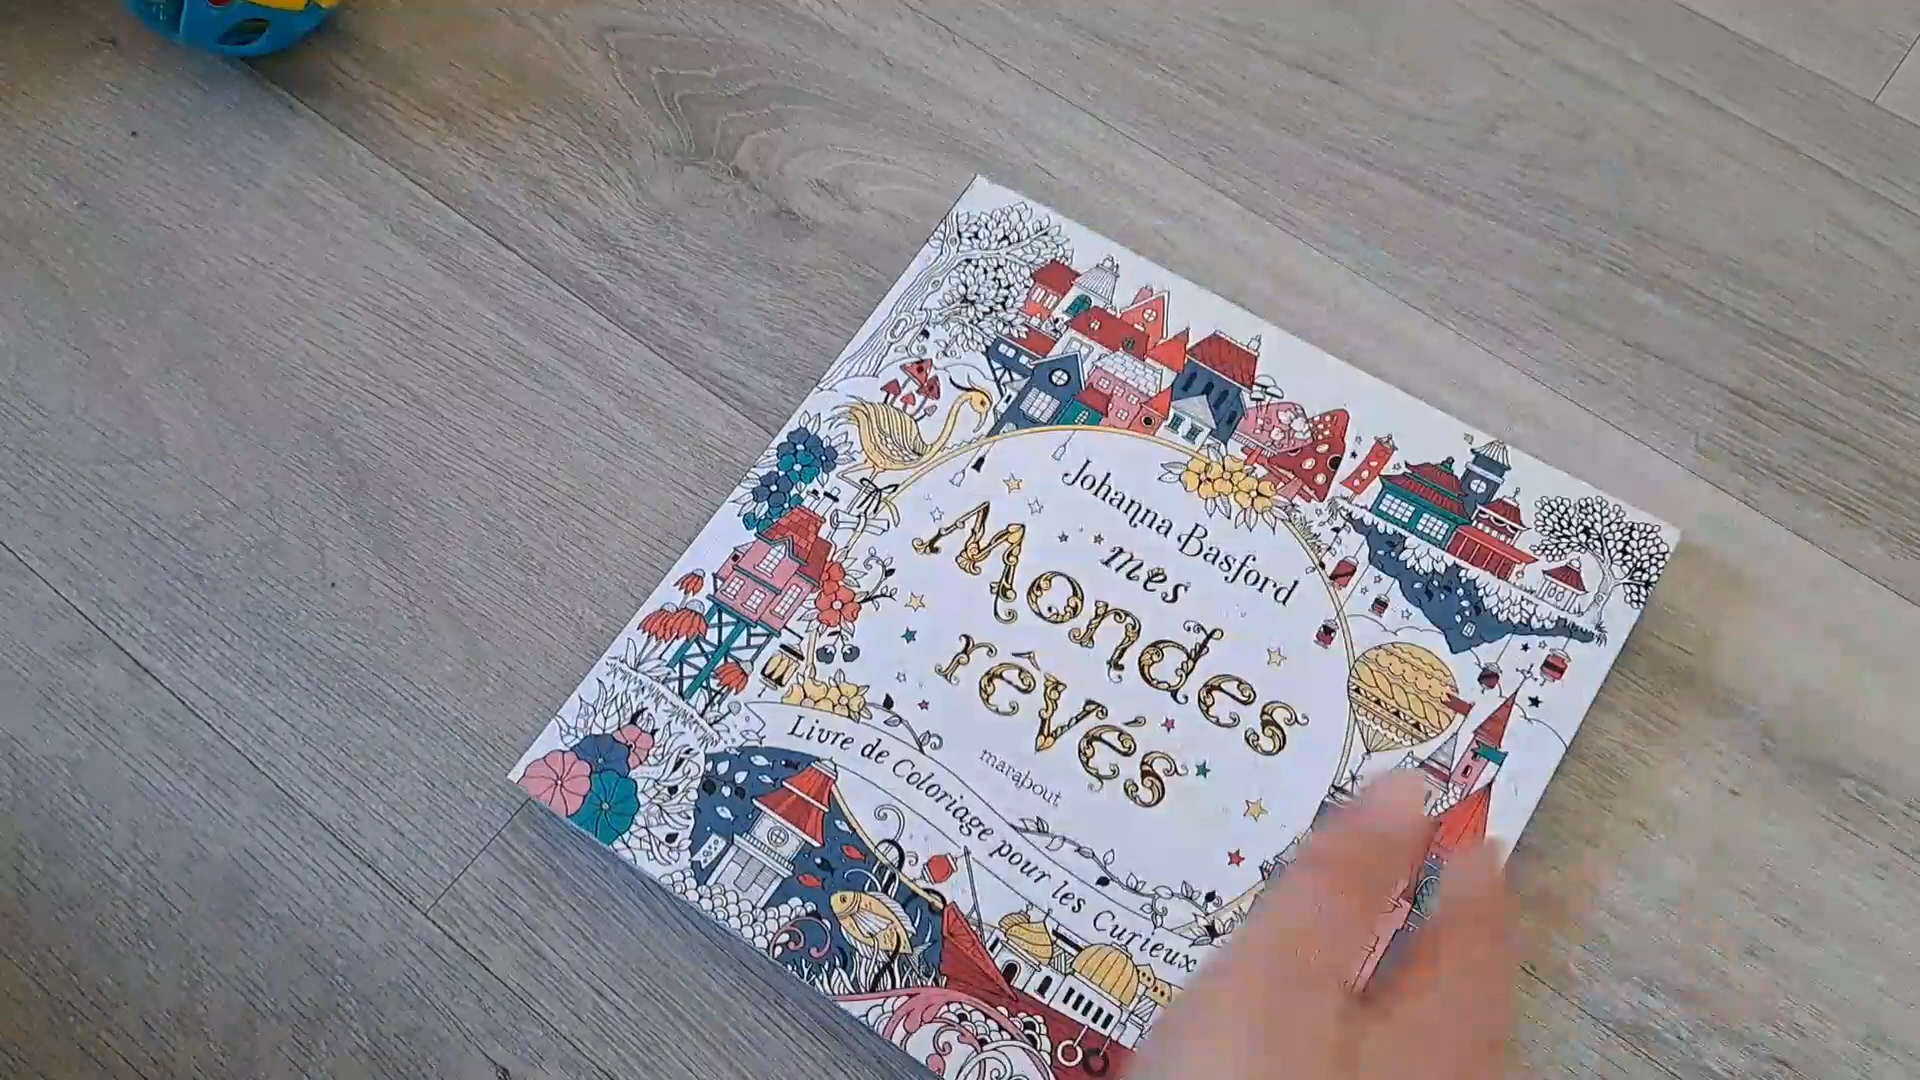 Johanna Basford
mes
Mondes
rêvés
marabout
Livre de Coloriage pour les Curieux